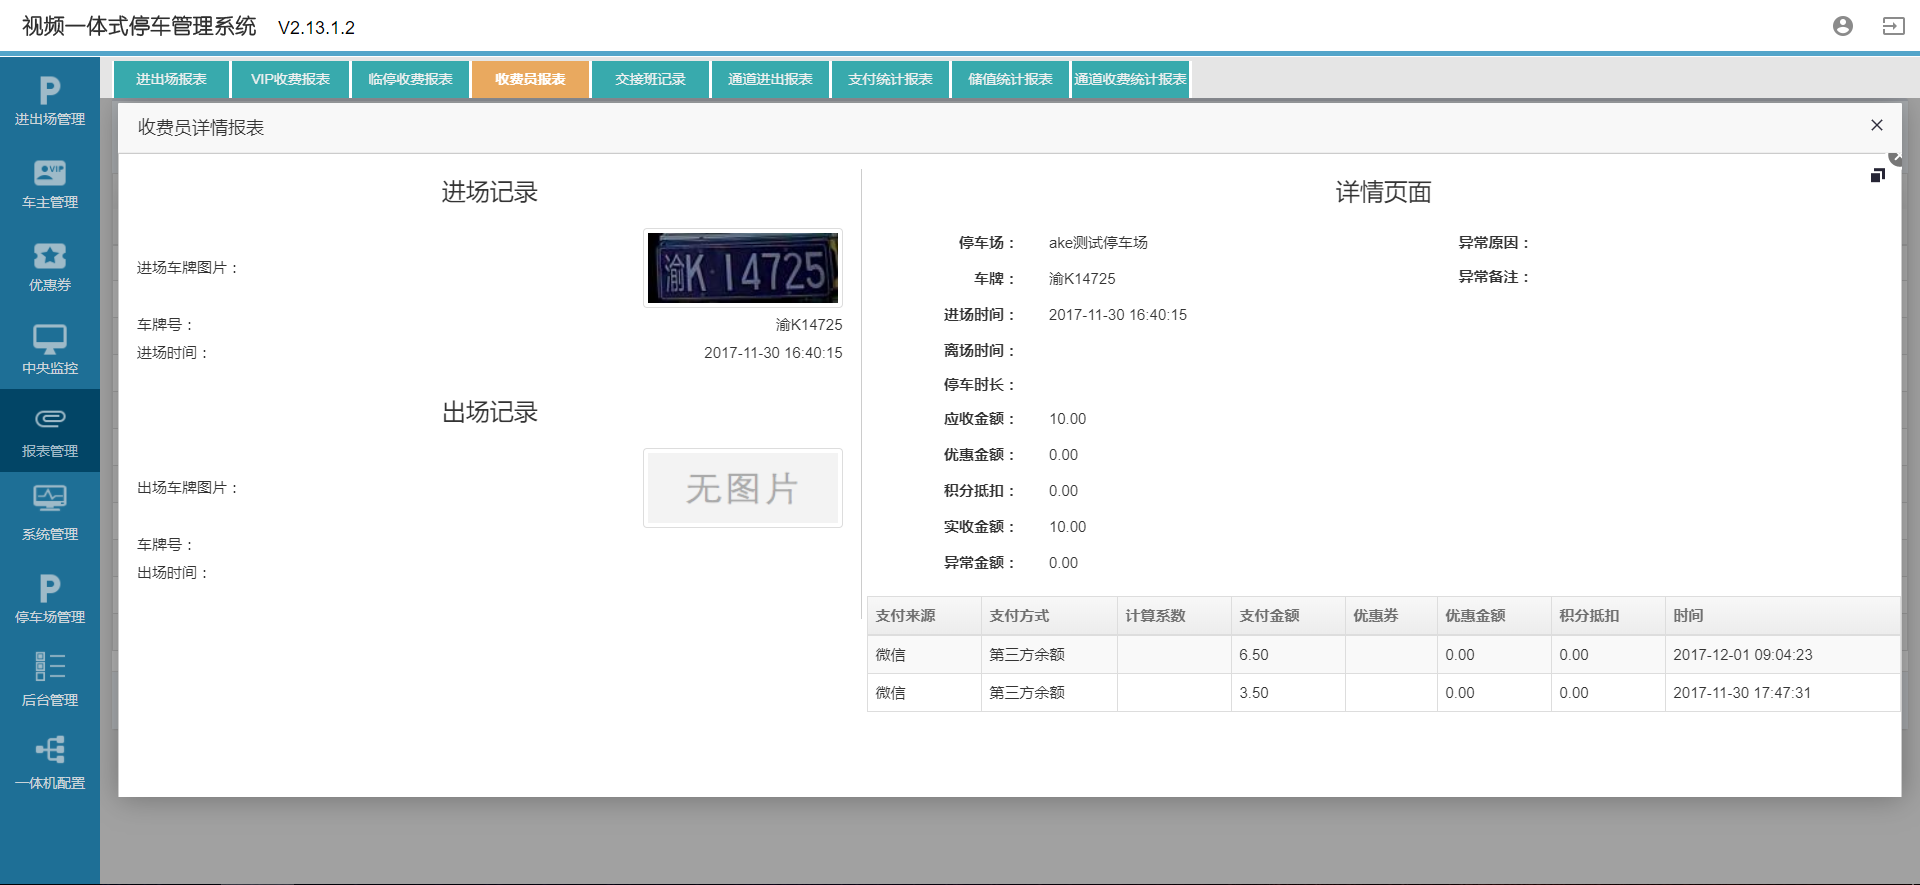 视频一体式停车管理系统 V2.13.1.2
进出场报表 VIP收费报表 临停收费报表 收费员报表 交接班记录 通道进出报表 支付统计报表 储值统计报表 通道收费统计报表
进出场管理
车主管理
优惠券
中央监控
报表管理
系统管理
停车场管理
后台管理
一体机配置
收费员详情报表
进场记录
进场车牌图片：
渝K·14725
车牌号： 渝K14725
进场时间： 2017-11-30 16:40:15
出场记录
出场车牌图片：
无图片
车牌号：
出场时间：
详情页面
停车场： ake测试停车场 异常原因：
车牌： 渝K14725 异常备注：
进场时间： 2017-11-30 16:40:15
离场时间：
停车时长：
应收金额： 10.00
优惠金额： 0.00
积分抵扣： 0.00
实收金额： 10.00
异常金额： 0.00
支付来源 支付方式 计算系数 支付金额 优惠券 优惠金额 积分抵扣 时间
微信 第三方余额 6.50 0.00 0.00 2017-12-01 09:04:23
微信 第三方余额 3.50 0.00 0.00 2017-11-30 17:47:31